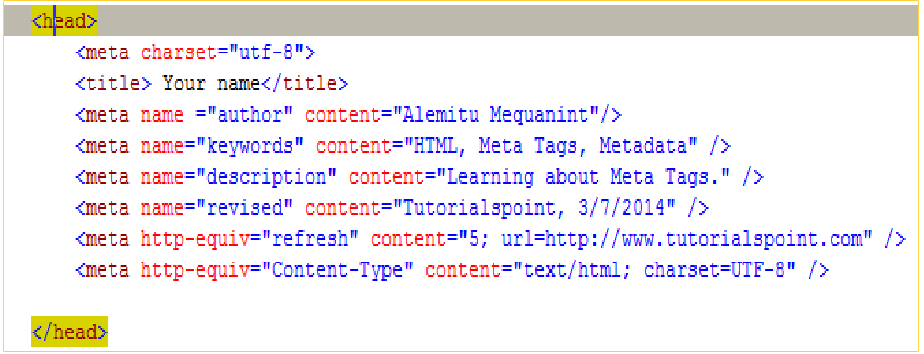 <head>
<meta charset="utf-8">
<title> Your name</title>
<meta name ="author" content="Alemitu Mequanint"/>
<meta name="keywords" content="HTML, Meta Tags, Metadata" />
<meta name="description" content="Learning about Meta Tags." />
<meta name="revised" content="Tutorialspoint, 3/7/2014" />
<meta http-equiv="refresh" content="5; url=http://www.tutorialspoint.com" />
<meta http-equiv="Content-Type" content="text/html; charset=UTF-8" />
</head>